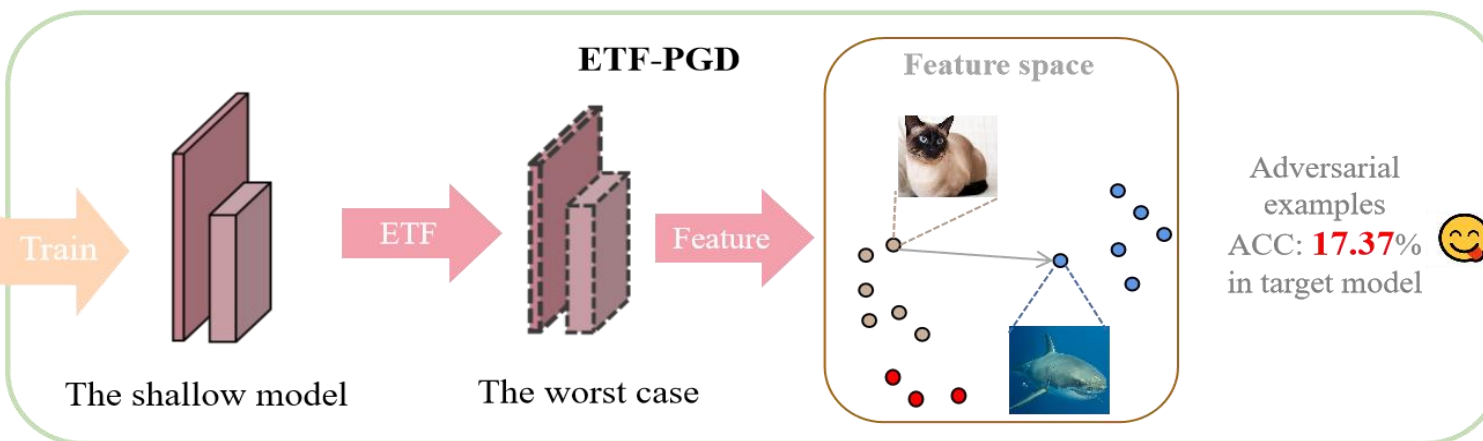 ETF-PGD
Feature space
Train
ETF
Feature
Adversarial
examples
ACC: 17.37%
in target model
The shallow model
The worst case